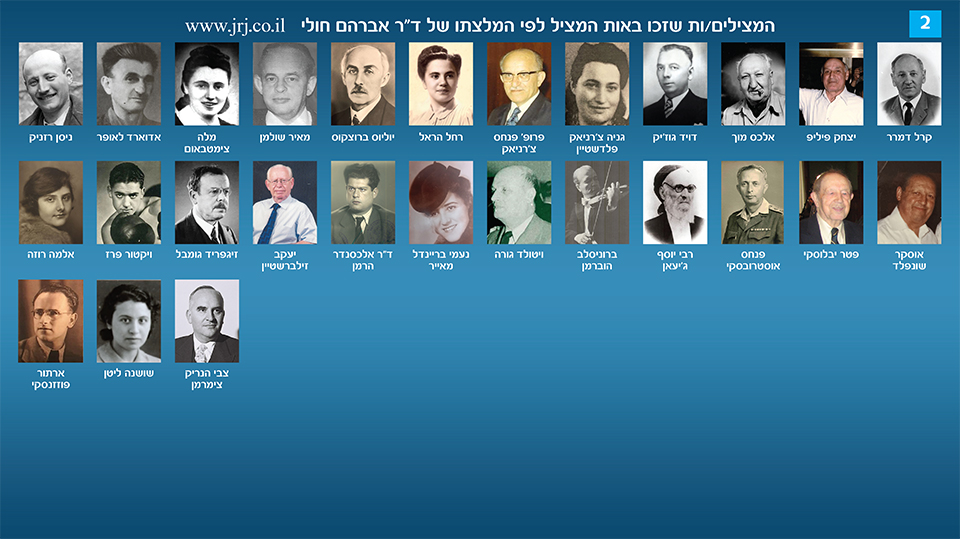 2
המצילים/ות שזכו באות המציל לפי המלצתו של ד"ר אברהם חולי www.jrj.co.il
קרל דמרר
יצחק פיליפ
אלכס מוך
דויד גוז'יק
גניה צ'רניאק
פלדשטיין
פרופ' פנחס
צ'רניאק
רחל הראל
יוליוס ברוצקוס
מאיר שולמן
מלה
צימטבאום
אדוארד לאופר
ניסן רזניק
אוסקר
שונפלד
פטר יבלוסקי
פנחס
אוסטרובסקי
רבי יוסף
ג'יעאן
ברוניסלב
הוברמן
ויטולד גורה
נעמי בריינדל
מאייר
ד"ר אלכסנדר
הרמן
יעקב
זילברשטיין
זיגפריד גומבל
ויקטור פרז
אלמה רוזה
צבי הנריק
צימרמן
שושנה ליטן
ארתור
פוזננסקי